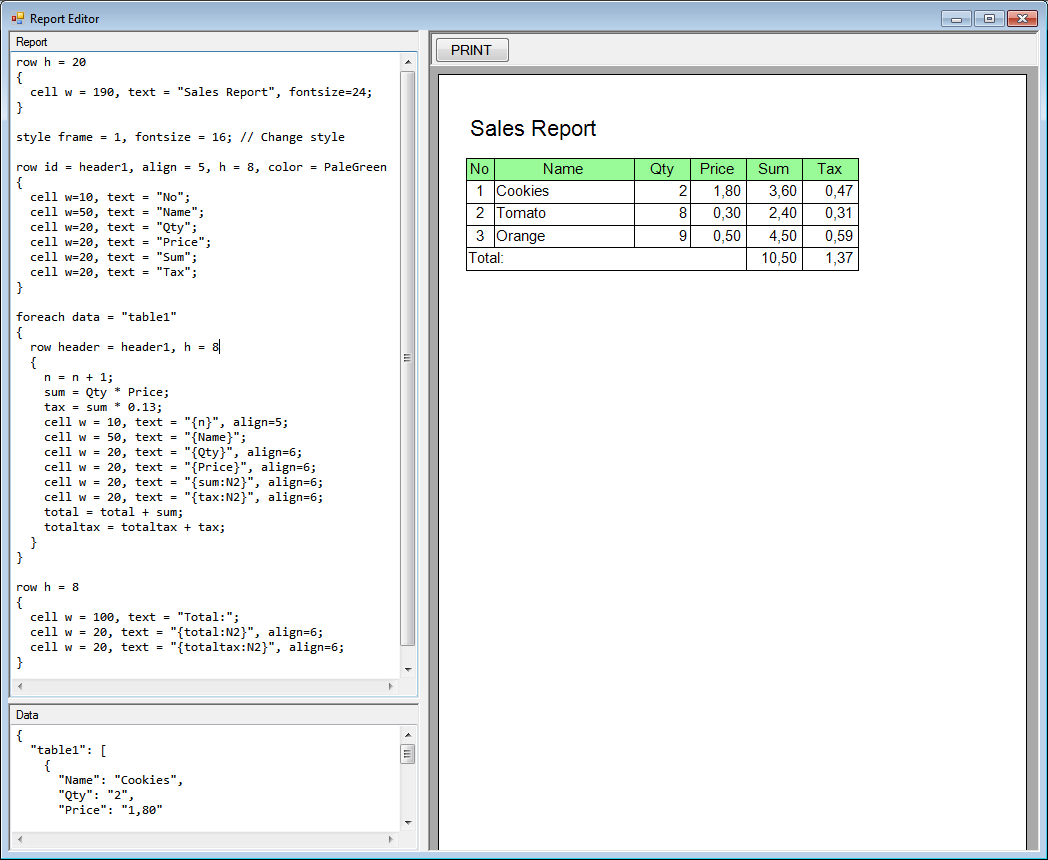 Report Editor
Report
row h = 20
{
  cell w = 190, text = "Sales Report", fontsize=24;
}

style frame = 1, fontsize = 16; // Change style

row id = header1, align = 5, h = 8, color = PaleGreen
{
  cell w=10, text = "No";
  cell w=50, text = "Name";
  cell w=20, text = "Qty";
  cell w=20, text = "Price";
  cell w=20, text = "Sum";
  cell w=20, text = "Tax";
}

foreach data = "table1"
{
  row header = header1, h = 8
  {
    n = n + 1;
    sum = Qty * Price;
    tax = sum * 0.13;
    cell w = 10, text = "{n}", align=5;
    cell w = 50, text = "{Name}";
    cell w = 20, text = "{Qty}", align=6;
    cell w = 20, text = "{Price}", align=6;
    cell w = 20, text = "{sum:N2}", align=6;
    cell w = 20, text = "{tax:N2}", align=6;
    total = total + sum;
    totaltax = totaltax + tax;
  }
}

row h = 8
{
  cell w = 100, text = "Total:";
  cell w = 20, text = "{total:N2}", align=6;
  cell w = 20, text = "{totaltax:N2}", align=6;
}
Data
{
  "table1": [
    {
      "Name": "Cookies",
      "Qty": "2",
      "Price": "1,80"
PRINT
Sales Report
No Name Qty Price Sum Tax
1 Cookies 2 1,80 3,60 0,47
2 Tomato 8 0,30 2,40 0,31
3 Orange 9 0,50 4,50 0,59
Total: 10,50 1,37